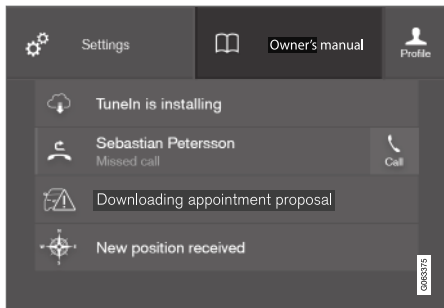 Settings
Owner's manual
Profile
TuneIn is installing
Sebastian Petersson
Missed call
Call
Downloading appointment proposal
New position received
G063375